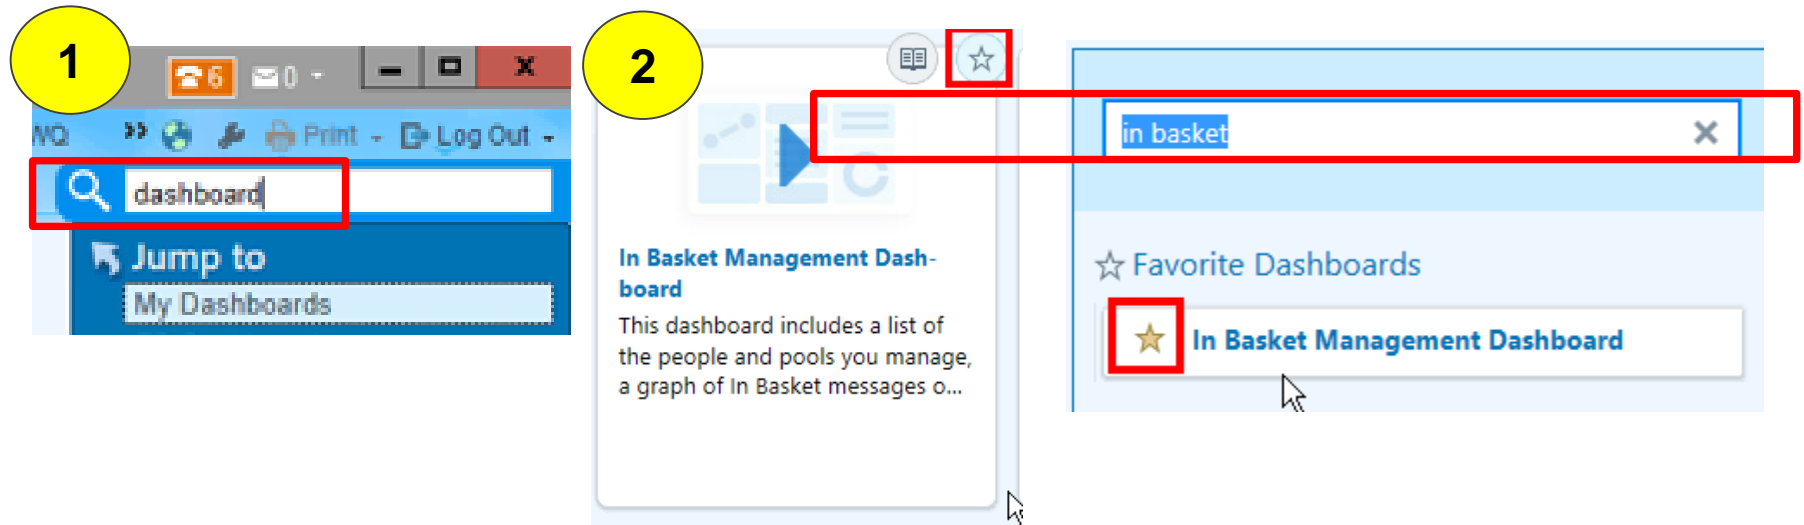 1
6 0
WQ Print Log Out
dashboard
Jump to
My Dashboards
2
In Basket Management Dash-
board
This dashboard includes a list of
the people and pools you manage,
a graph of In Basket messages o...
in basket
Favorite Dashboards
In Basket Management Dashboard